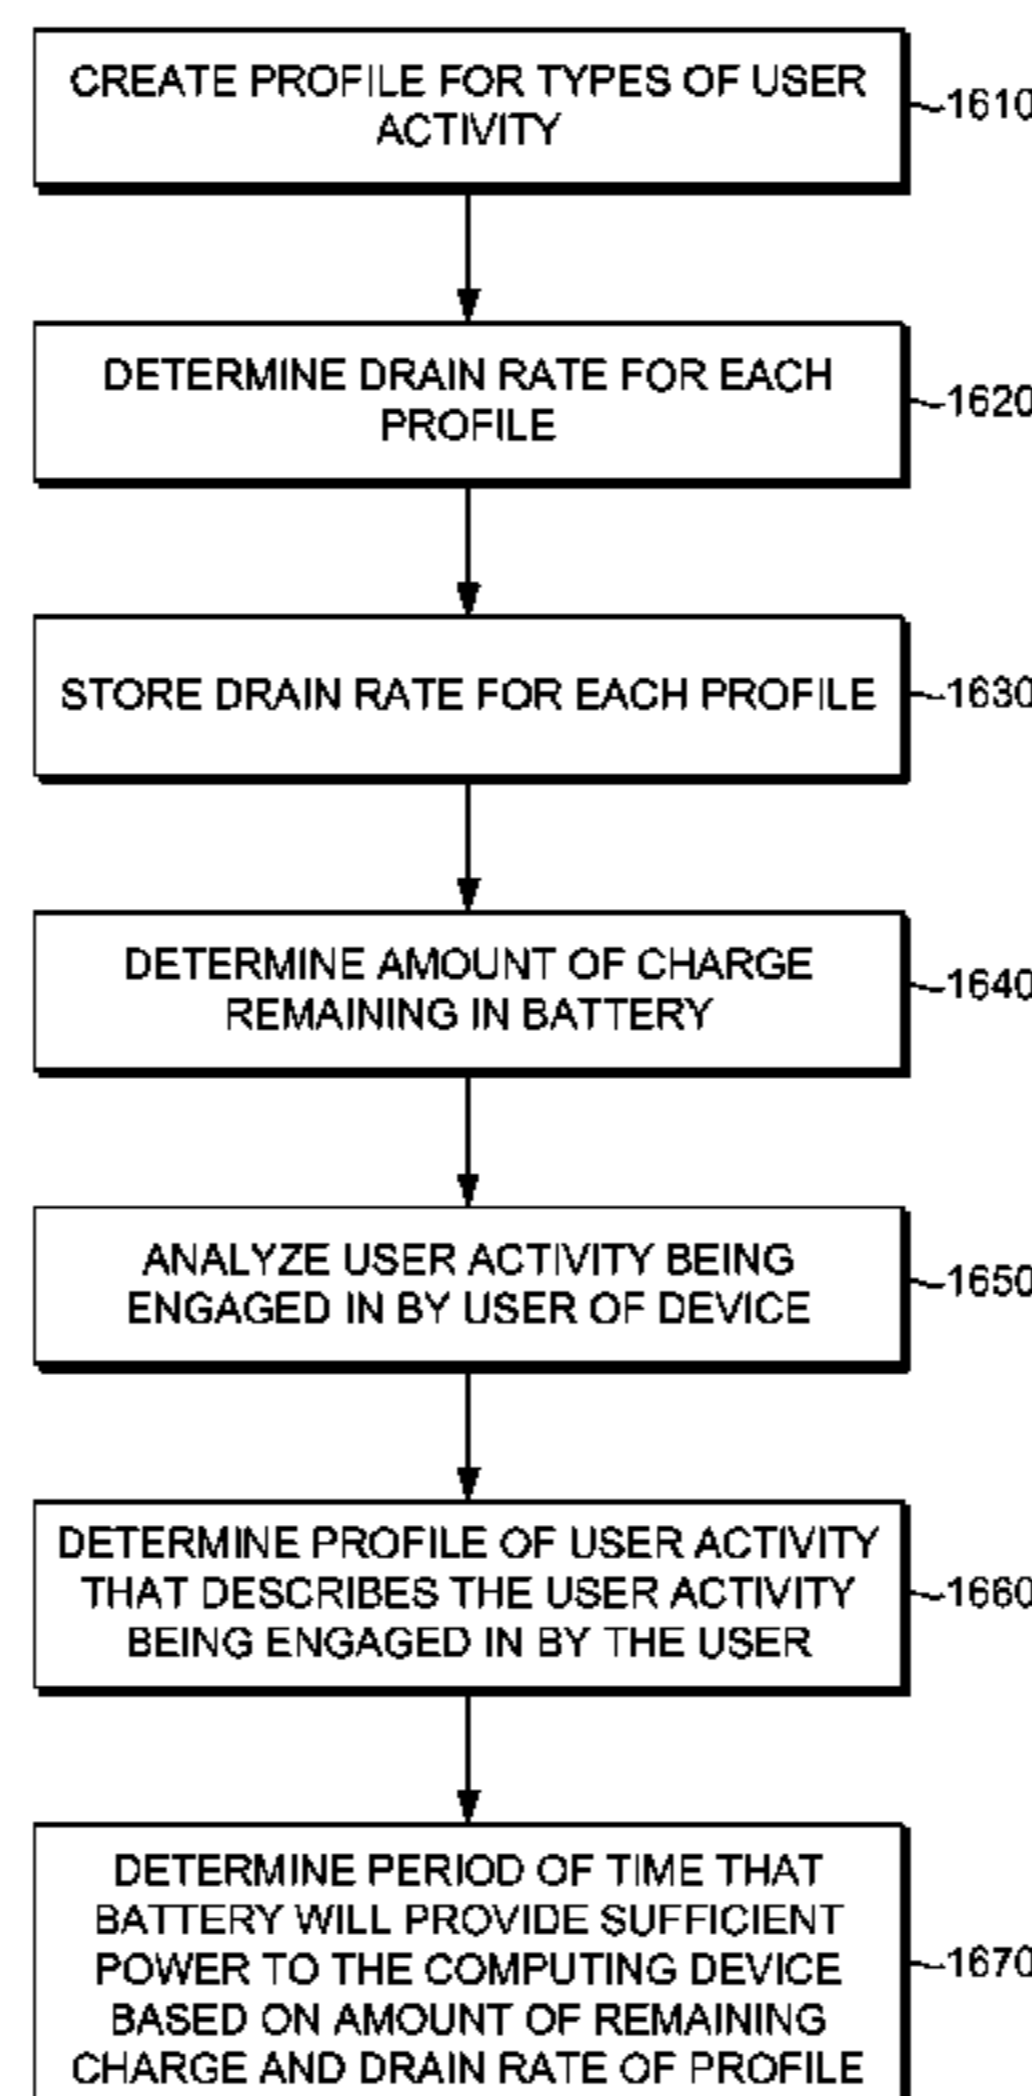 CREATE PROFILE FOR TYPES OF USER
ACTIVITY
1610
DETERMINE DRAIN RATE FOR EACH
PROFILE
1620
STORE DRAIN RATE FOR EACH PROFILE
1630
DETERMINE AMOUNT OF CHARGE
REMAINING IN BATTERY
1640
ANALYZE USER ACTIVITY BEING
ENGAGED IN BY USER OF DEVICE
1650
DETERMINE PROFILE OF USER ACTIVITY
THAT DESCRIBES THE USER ACTIVITY
BEING ENGAGED IN BY THE USER
1660
DETERMINE PERIOD OF TIME THAT
BATTERY WILL PROVIDE SUFFICIENT
POWER TO THE COMPUTING DEVICE
BASED ON AMOUNT OF REMAINING
CHARGE AND DRAIN RATE OF PROFILE
1670